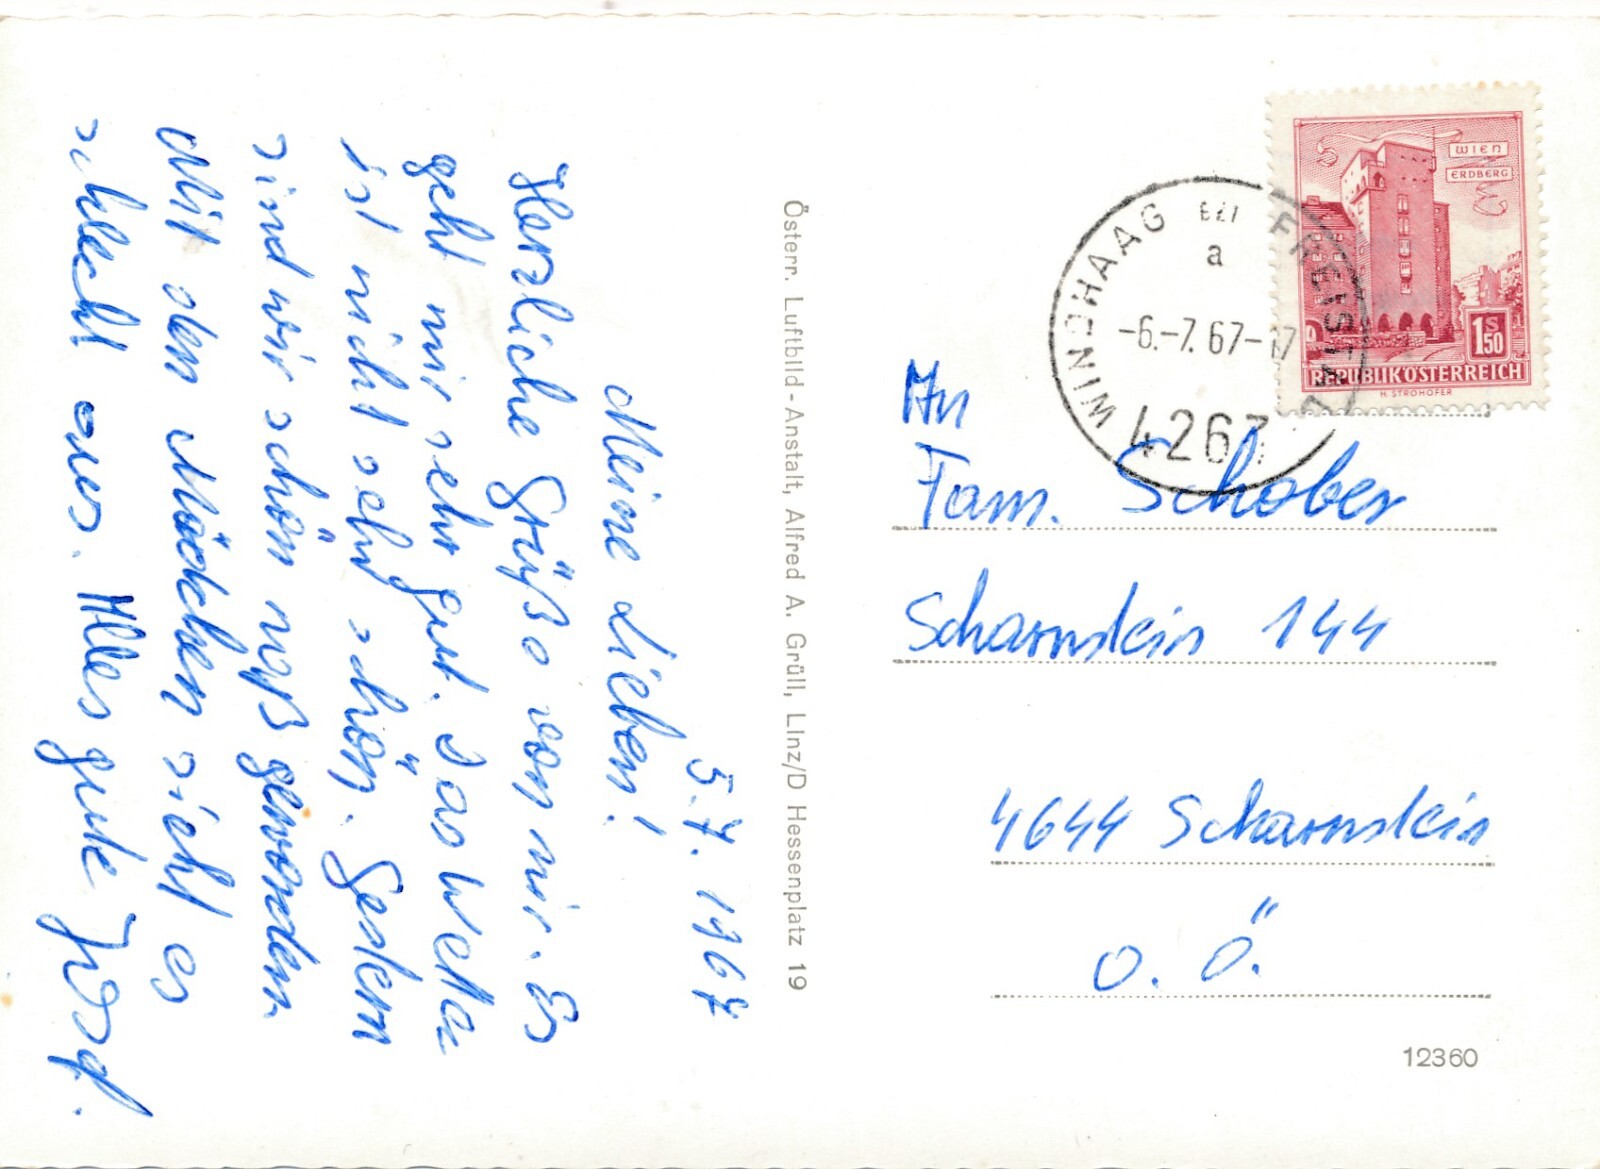 5.7.1967
Meine Lieben!
Herzliche Grüße von mir. Es
geht mir sehr gut. Das Wetter
ist nicht sehr schön. Gestern
sind wir schön naß geworden.
Mit den Mädchen sieht es
schlecht aus. Alles gute Josef.
Österr. Luftbild-Anstalt, Alfred A. Grüll, Linz/D Hessenplatz 19
WIEN
ERDBERG
1S50
REPUBLIK ÖSTERREICH
H. STROHOFER
WINDHAAG BEI FREISTADT
a
-6.-7.67-17
4263
An
Fam. Schober
Scharnstein 144
4644 Scharnstein
O.Ö.
12360